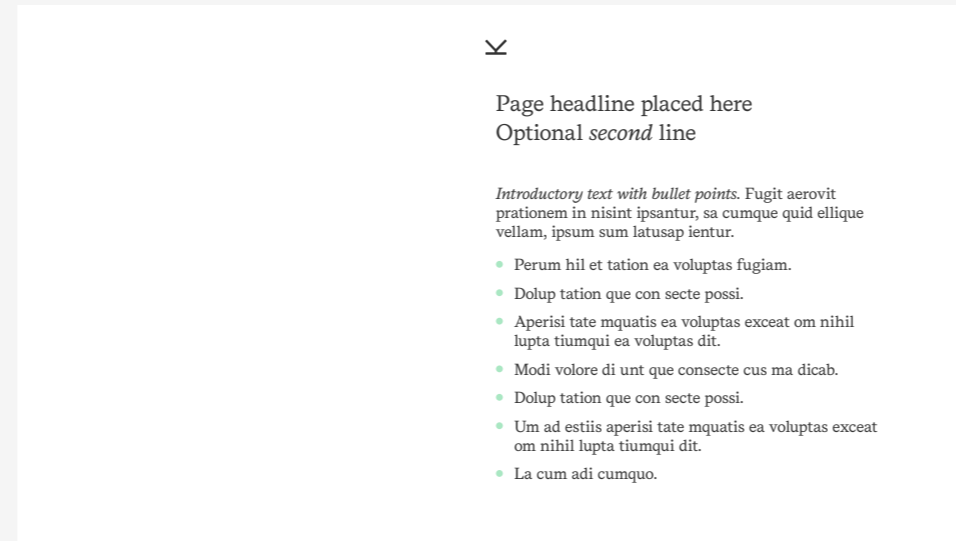 Page headline placed here
Optional second line
Introductory text with bullet points. Fugit aerovit
prationem in nisint ipsantur, sa cumque quid ellique
vellam, ipsum sum latusap ientur.
Perum hil et tation ea voluptas fugiam.
Dolup tation que con secte possi.
Aperisi tate mquatis ea voluptas exceat om nihil
lupta tiumqui ea voluptas dit.
Modi volore di unt que consecte cus ma dicab.
Dolup tation que con secte possi.
Um ad estiis aperisi tate mquatis ea voluptas exceat
om nihil lupta tiumqui dit.
La cum adi cumquo.